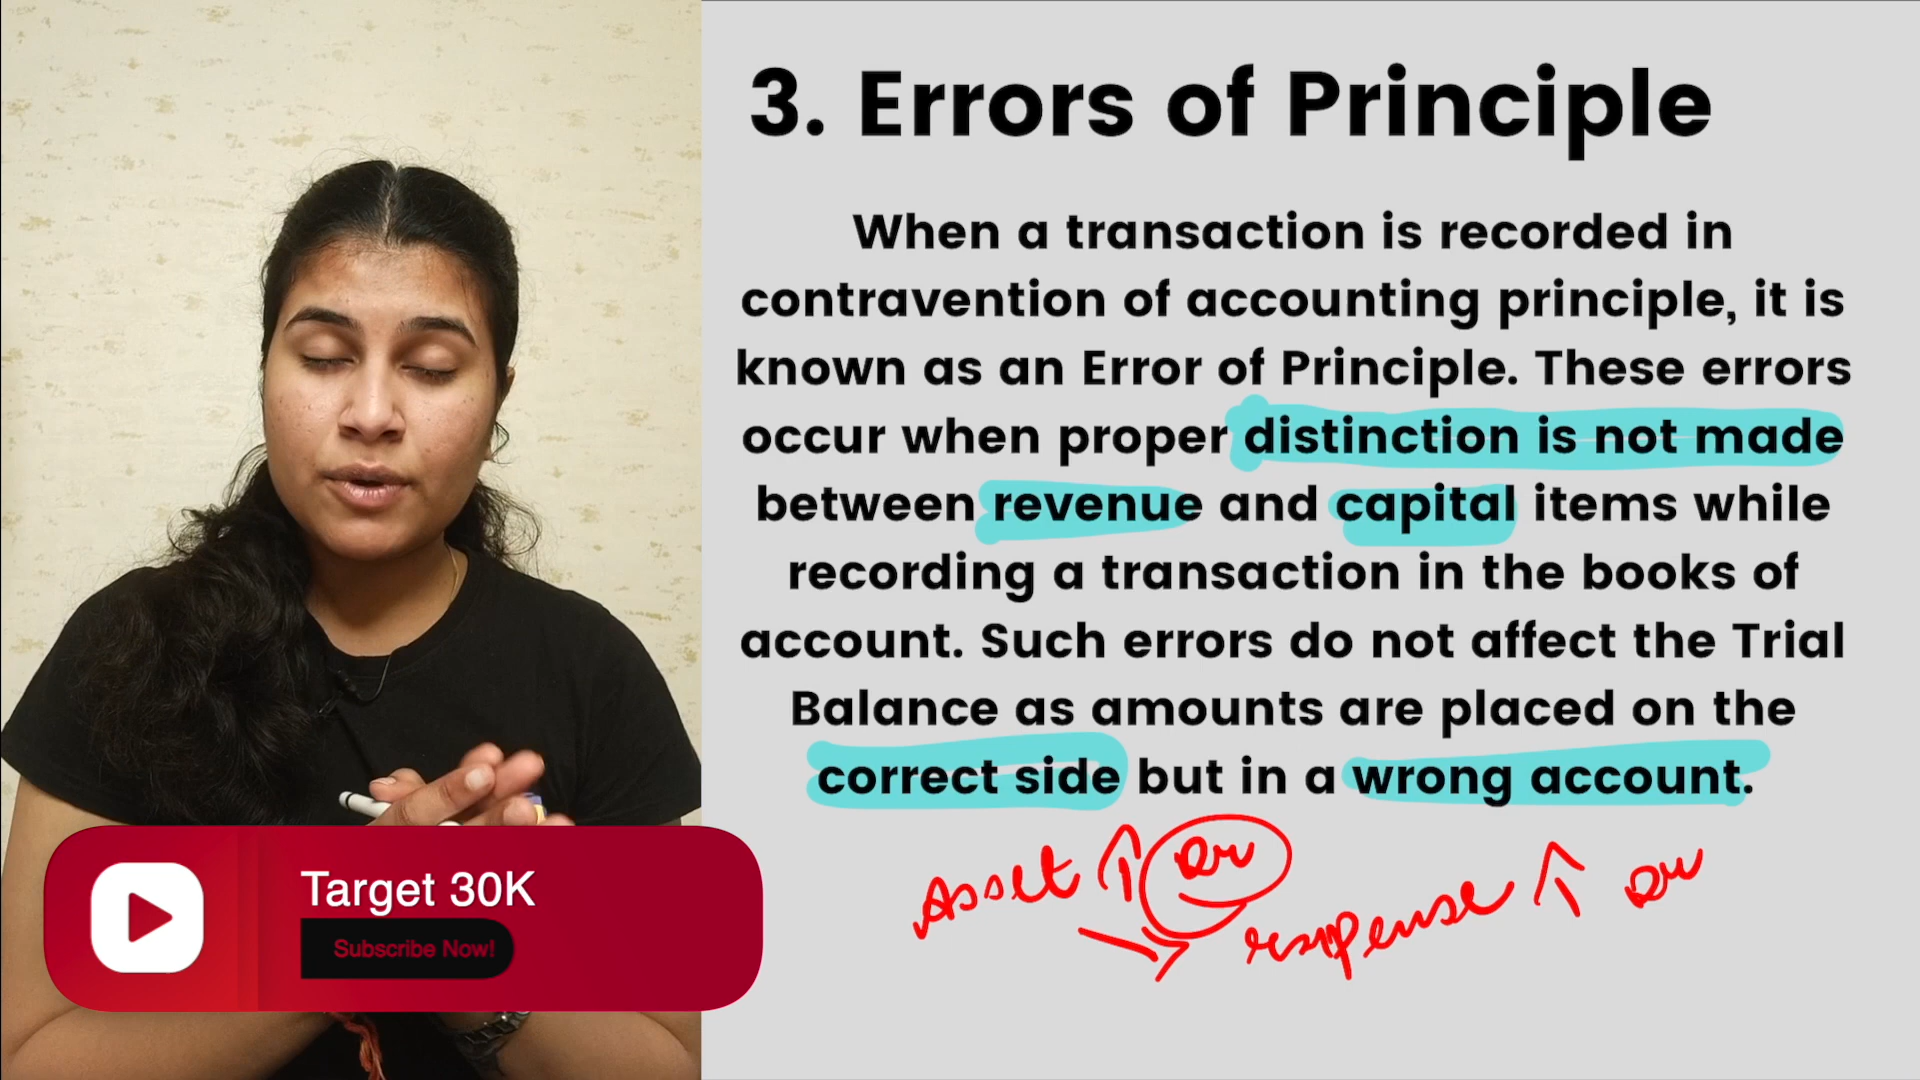 3. Errors of Principle
When a transaction is recorded in
contravention of accounting principle, it is
known as an Error of Principle. These errors
occur when proper distinction is not made
between revenue and capital items while
recording a transaction in the books of
account. Such errors do not affect the Trial
Balance as amounts are placed on the
correct side but in a wrong account.
Asset ↑
expense ↑
Target 30K
Subscribe Now!